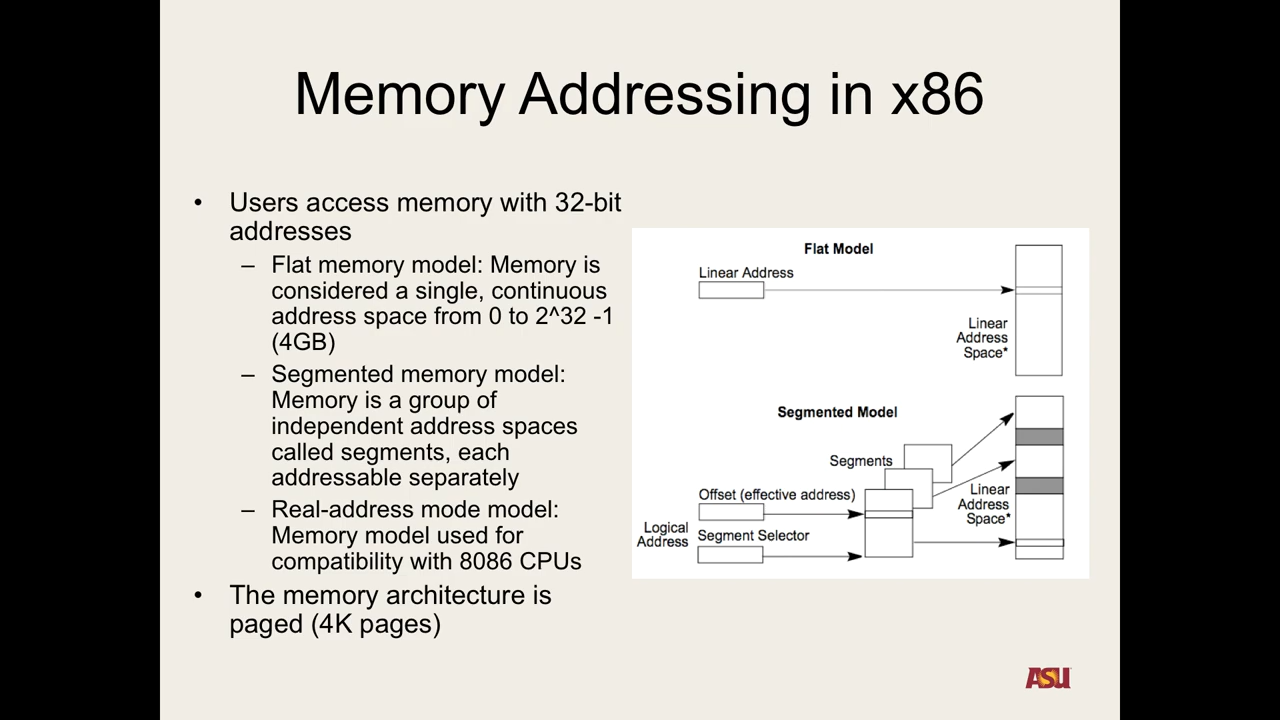 Memory Addressing in x86
• Users access memory with 32-bit
addresses
– Flat memory model: Memory is
considered a single, continuous
address space from 0 to 2^32 -1
(4GB)
– Segmented memory model:
Memory is a group of
independent address spaces
called segments, each
addressable separately
– Real-address mode model:
Memory model used for
compatibility with 8086 CPUs
• The memory architecture is
paged (4K pages)
Flat Model
Linear Address
Linear
Address
Space*
Segmented Model
Segments
Offset (effective address)
Logical
Address
Segment Selector
Linear
Address
Space*
ASU